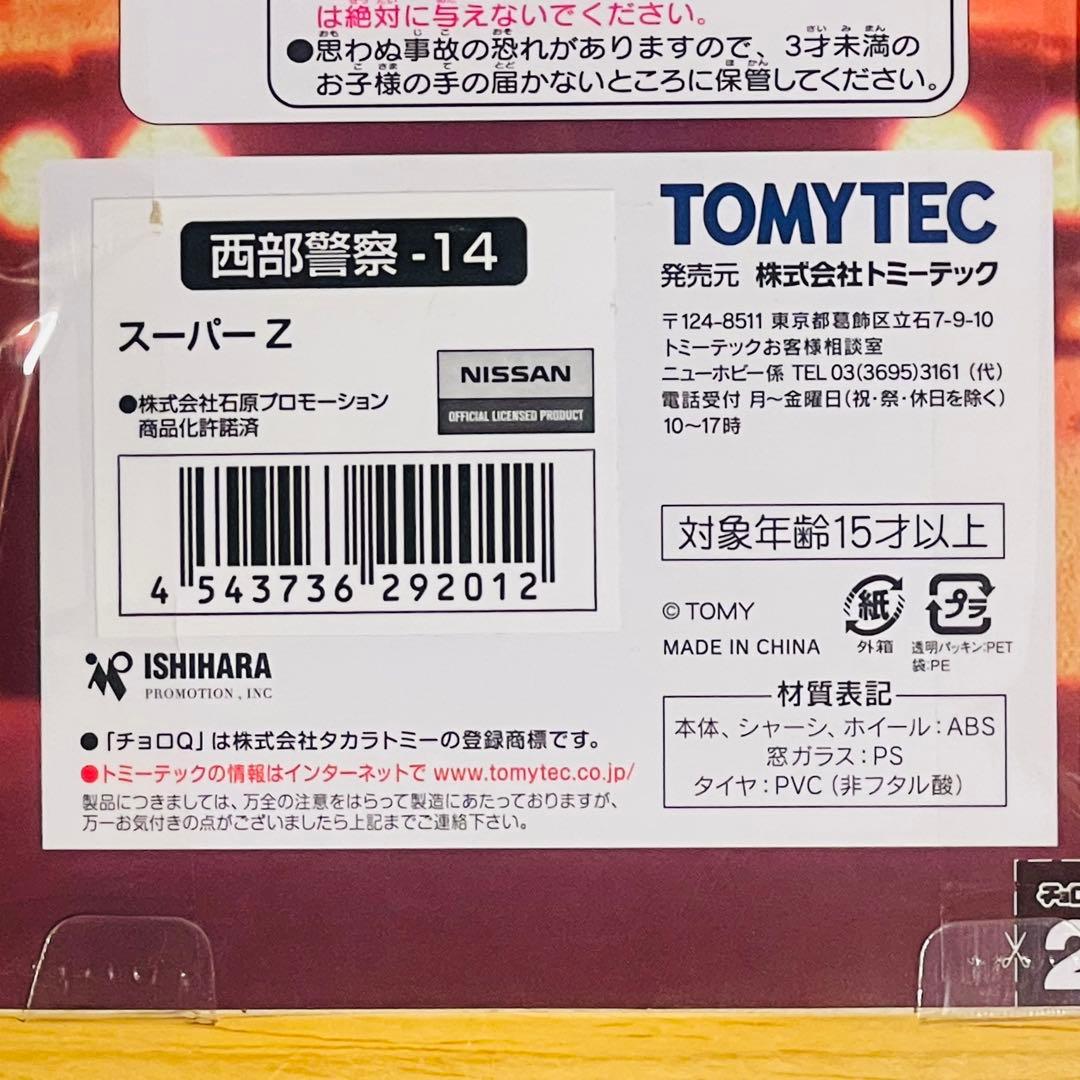 は絶対に与えないでください。
●思わぬ事故の恐れがありますので、3才未満の
お子様の手の届かないところに保管してください。
西部警察 -14
スーパーZ
NISSAN
OFFICIAL LICENSED PRODUCT
●株式会社石原プロモーション
商品化許諾済
4 543736 292012
ISHIHARA
PROMOTION, INC
●「チョロQ」は株式会社タカラトミーの登録商標です。
●トミーテックの情報はインターネットで www.tomytec.co.jp/
製品につきましては、万全の注意をはらって製造にあたっておりますが、
万一お気付きの点がございましたら上記までご連絡下さい。
TOMYTEC
発売元 株式会社トミーテック
〒124-8511 東京都葛飾区立石7-9-10
トミーテックお客様相談室
ニューホビー係 TEL 03(3695)3161(代)
電話受付 月〜金曜日(祝・祭・休日を除く)
10〜17時
対象年齢15才以上
© TOMY
MADE IN CHINA
紙
外箱
プラ
透明パッキン:PET
袋:PE
材質表記
本体、シャーシ、ホイール:ABS
窓ガラス:PS
タイヤ:PVC(非フタル酸)
チョロ
2